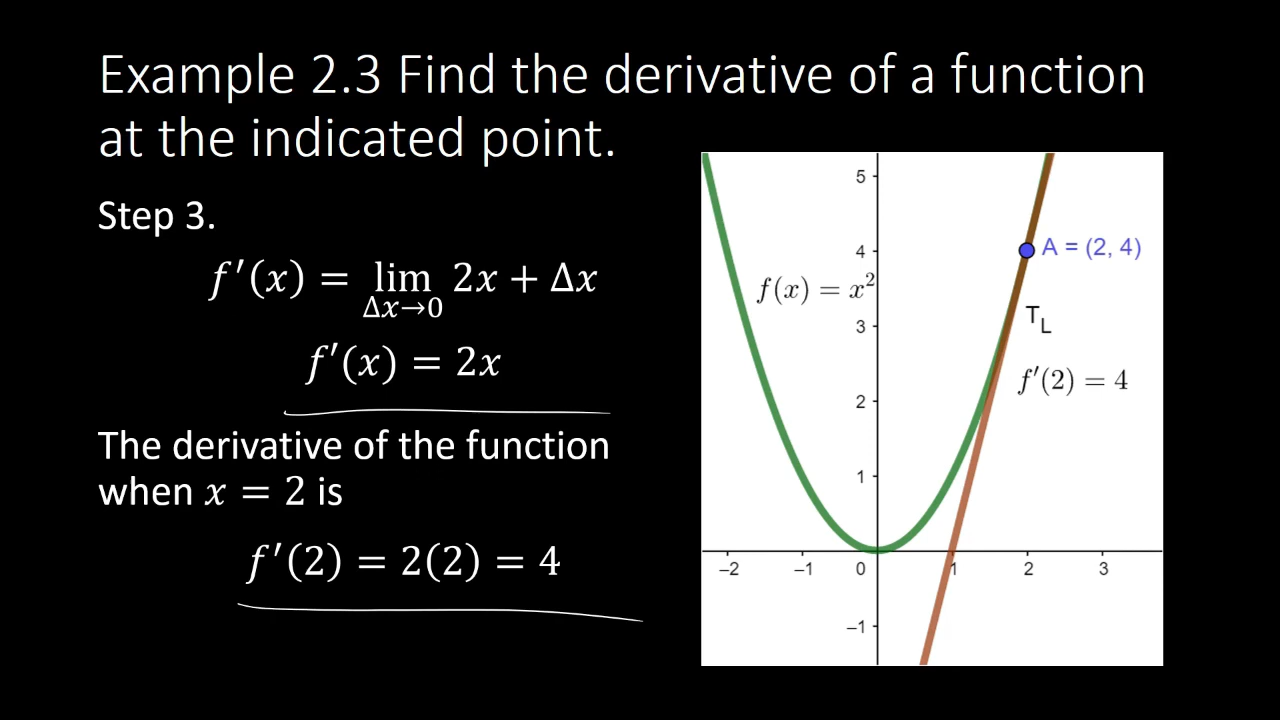 Example 2.3 Find the derivative of a function
at the indicated point.
Step 3.
f′(x) = lim 2x + Δx
Δx→0
f′(x) = 2x
The derivative of the function
when x = 2 is
f′(2) = 2(2) = 4
5
4
A = (2, 4)
f(x) = x²
3
T_L
f′(2) = 4
2
1
–2 –1 0 1 2 3
–1